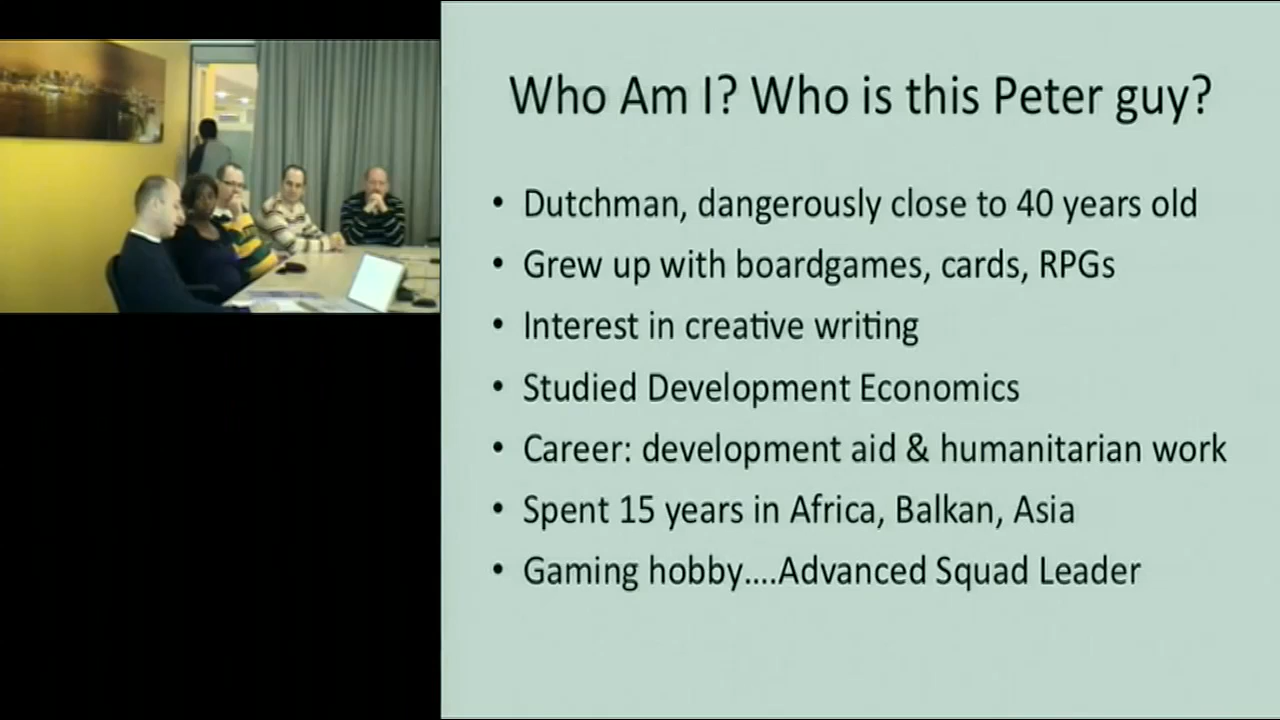 Who Am I? Who is this Peter guy?
• Dutchman, dangerously close to 40 years old
• Grew up with boardgames, cards, RPGs
• Interest in creative writing
• Studied Development Economics
• Career: development aid & humanitarian work
• Spent 15 years in Africa, Balkan, Asia
• Gaming hobby....Advanced Squad Leader